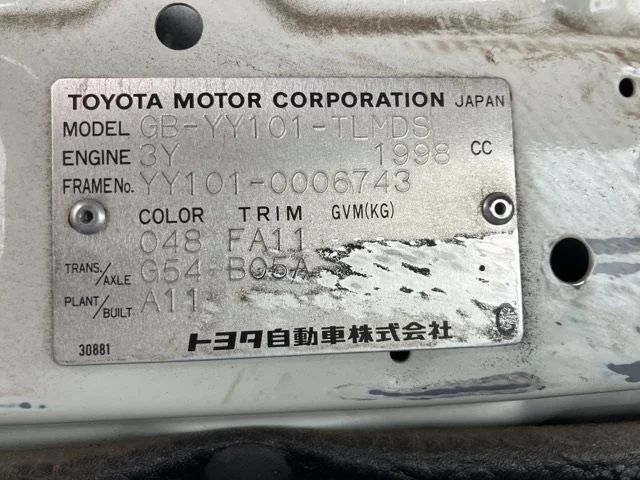 TOYOTA MOTOR CORPORATION JAPAN
MODEL GB-YY101-TLMDS
ENGINE 3Y 1998 CC
FRAME No. YY101-0006743
COLOR TRIM GVM(KG)
048 FA11
TRANS./AXLE G54 B05A
PLANT/BUILT A11
30881 トヨタ自動車株式会社 C